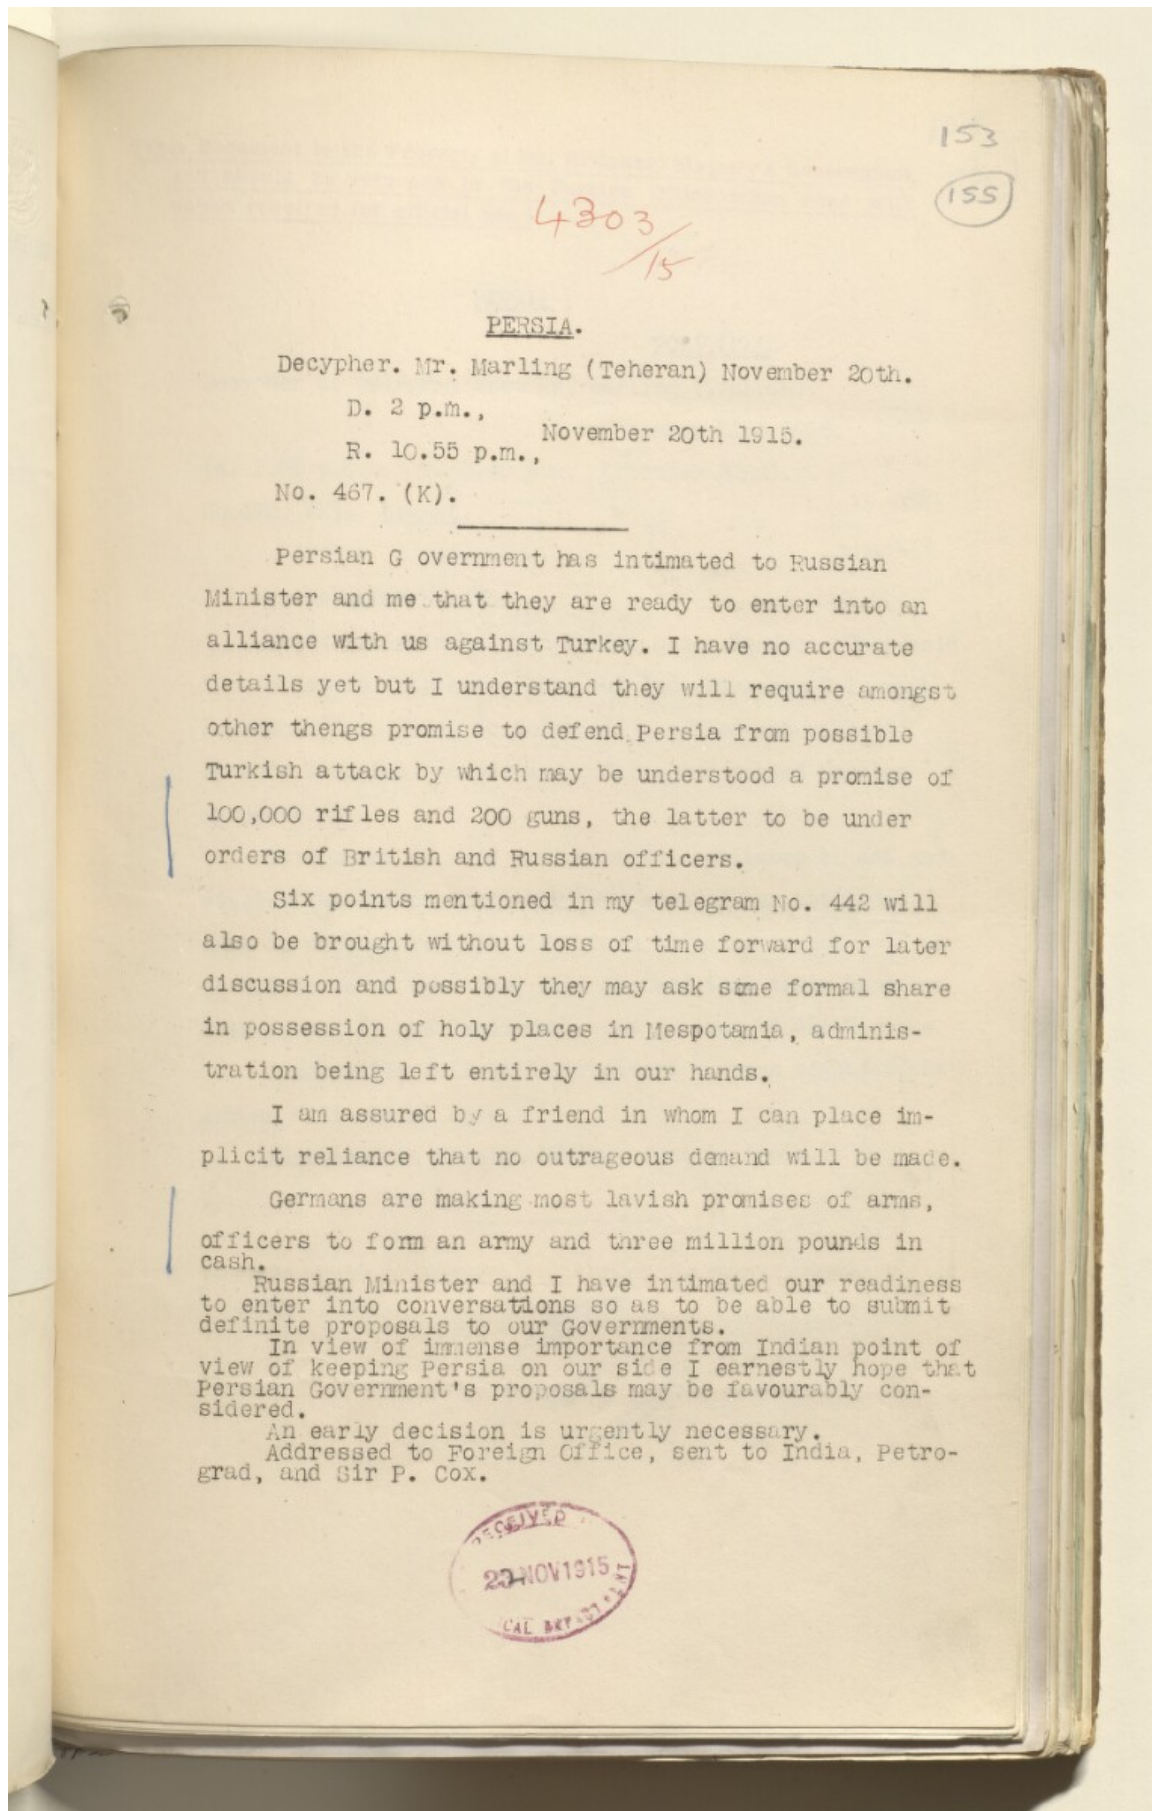 153
155
4303
/15
PERSIA.
Decypher. Mr. Marling (Teheran) November 20th.
D. 2 p.m.,
November 20th 1915.
R. 10.55 p.m.,
No. 467. (K).
Persian G overnment has intimated to Russian
Minister and me that they are ready to enter into an
alliance with us against Turkey. I have no accurate
details yet but I understand they will require amongst
other thengs promise to defend Persia from possible
Turkish attack by which may be understood a promise of
100,000 rifles and 200 guns, the latter to be under
orders of British and Russian officers.
Six points mentioned in my telegram No. 442 will
also be brought without loss of time forward for later
discussion and possibly they may ask some formal share
in possession of holy places in Mespotamia, adminis-
tration being left entirely in our hands.
I am assured by a friend in whom I can place im-
plicit reliance that no outrageous demand will be made.
Germans are making most lavish promises of arms,
officers to form an army and three million pounds in
cash.
Russian Minister and I have intimated our readiness
to enter into conversations so as to be able to submit
definite proposals to our Governments.
In view of immense importance from Indian point of
view of keeping Persia on our side I earnestly hope that
Persian Government's proposals may be favourably con-
sidered.
An early decision is urgently necessary.
Addressed to Foreign Office, sent to India, Petro-
grad, and Sir P. Cox.
RECEIVED
NOV 1915